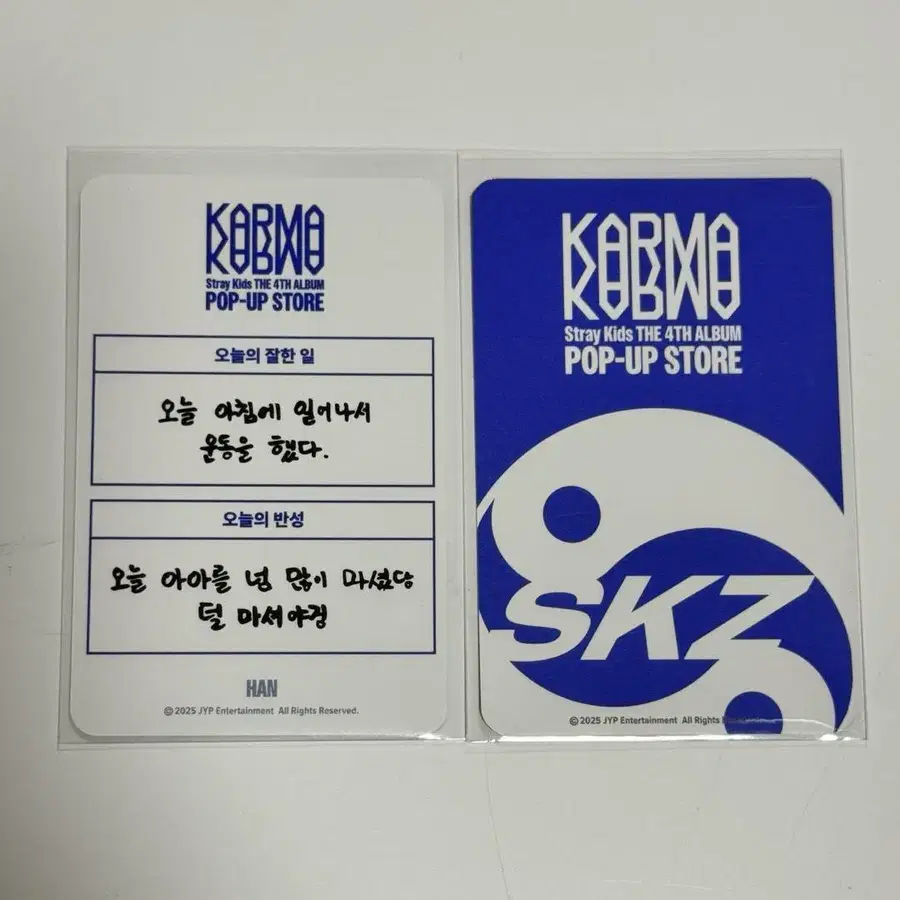 KARMA
Stray Kids THE 4TH ALBUM
POP-UP STORE
오늘의 잘한 일
오늘 아침에 일어나서
운동을 했다.
오늘의 반성
오늘 아아를 넘 많이 마셨당
덜 마셔야징
HAN
© 2025 JYP Entertainment All Rights Reserved.
KARMA
Stray Kids THE 4TH ALBUM
POP-UP STORE
SKZ
© 2025 JYP Entertainment All Rights